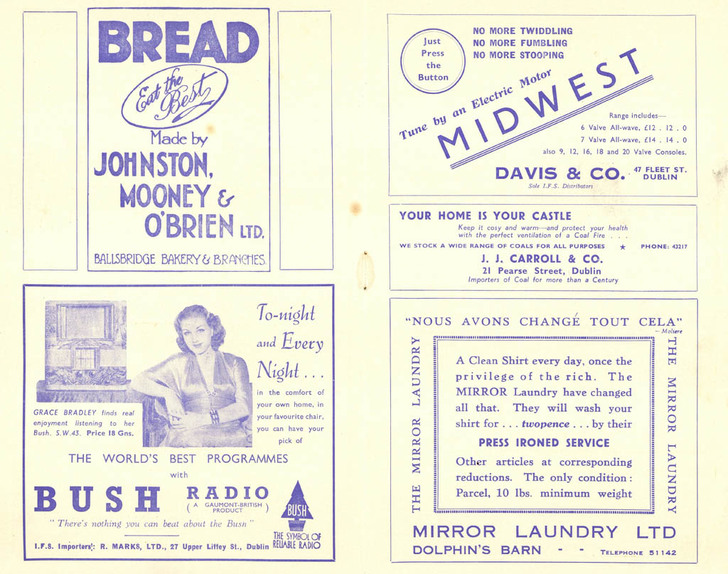 BREAD
Eat the
Best
Made by
JOHNSTON,
MOONEY &
O'BRIEN LTD.
BALLSBRIDGE BAKERY & BRANCHES
To-night
and Every
Night . . .
in the comfort of
your own home, in
your favourite chair,
you can have your
pick of
GRACE BRADLEY finds real
enjoyment listening to her
Bush. S.W.45. Price 18 Gns.
THE WORLD'S BEST PROGRAMMES
with
BUSH RADIO
( A GAUMONT-BRITISH PRODUCT )
BUSH
THE SYMBOL OF
RELIABLE RADIO
"There's nothing you can beat about the Bush"
I.F.S. Importers: R. MARKS, LTD., 27 Upper Liffey St., Dublin
Just
Press
the
Button
NO MORE TWIDDLING
NO MORE FUMBLING
NO MORE STOOPING
Tune by an Electric Motor
MIDWEST
Range includes—
6 Valve All-wave, £12 . 12 . 0
7 Valve All-wave, £14 . 14 . 0
also 9, 12, 16, 18 and 20 Valve Consoles.
DAVIS & CO. 47 FLEET ST.
DUBLIN
Sole I.F.S. Distributors
YOUR HOME IS YOUR CASTLE
Keep it cosy and warm—and protect your health
with the perfect ventilation of a Coal Fire . . .
WE STOCK A WIDE RANGE OF COALS FOR ALL PURPOSES ★ PHONE: 43217
J. J. CARROLL & CO.
21 Pearse Street, Dublin
Importers of Coal for more than a Century
"NOUS AVONS CHANGÉ TOUT CELA"
— Moliere
THE MIRROR LAUNDRY
A Clean Shirt every day, once the
privilege of the rich. The
MIRROR Laundry have changed
all that. They will wash your
shirt for . . . twopence . . . by their
PRESS IRONED SERVICE
Other articles at corresponding
reductions. The only condition :
Parcel, 10 lbs. minimum weight
THE MIRROR LAUNDRY
MIRROR LAUNDRY LTD
DOLPHIN'S BARN - - TELEPHONE 51142